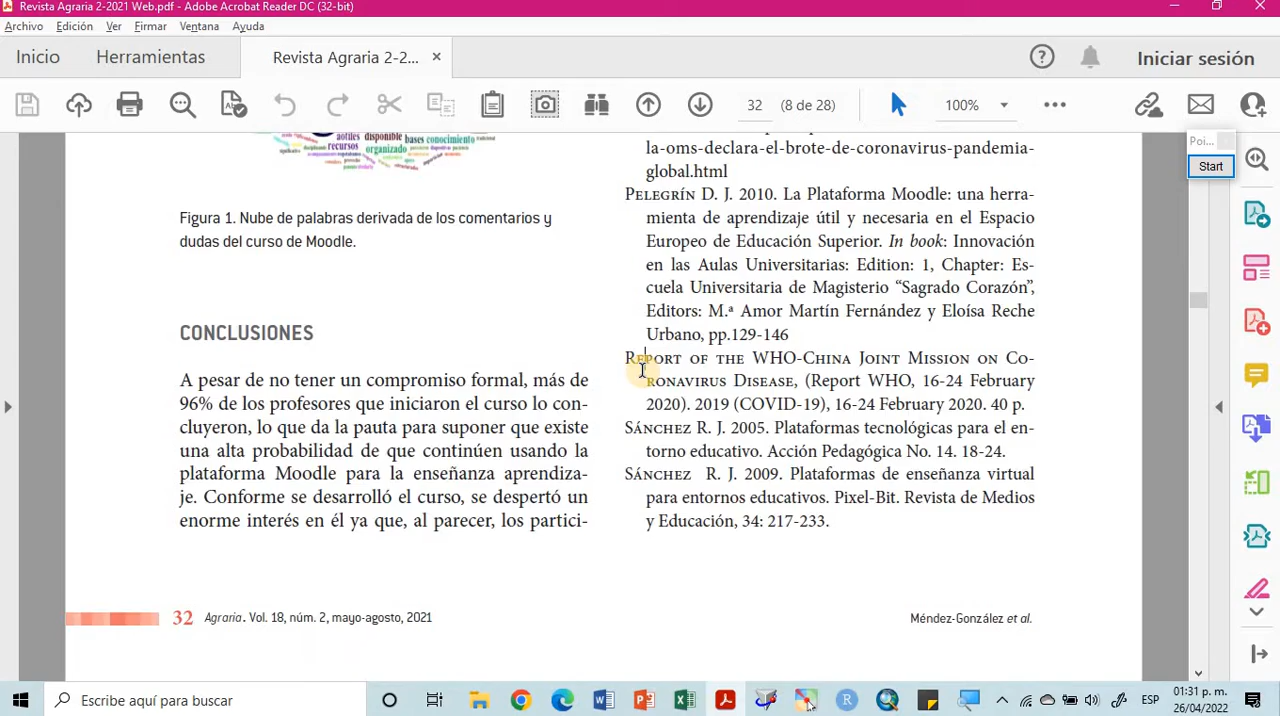 Revista Agraria 2-2021 Web.pdf - Adobe Acrobat Reader DC (32-bit)
Archivo Edición Ver Firmar Ventana Ayuda
Inicio Herramientas Revista Agraria 2-2... × Iniciar sesión
32 (8 de 28) 100%
Poi...
Start
aotiles disponible bases conocimiento
recursos
organizado
Figura 1. Nube de palabras derivada de los comentarios y
dudas del curso de Moodle.
CONCLUSIONES
A pesar de no tener un compromiso formal, más de
96% de los profesores que iniciaron el curso lo con-
cluyeron, lo que da la pauta para suponer que existe
una alta probabilidad de que continúen usando la
plataforma Moodle para la enseñanza aprendiza-
je. Conforme se desarrolló el curso, se despertó un
enorme interés en él ya que, al parecer, los partici-
la-oms-declara-el-brote-de-coronavirus-pandemia-
global.html
Pelegrín D. J. 2010. La Plataforma Moodle: una herra-
mienta de aprendizaje útil y necesaria en el Espacio
Europeo de Educación Superior. In book: Innovación
en las Aulas Universitarias: Edition: 1, Chapter: Es-
cuela Universitaria de Magisterio “Sagrado Corazón”,
Editors: M.ª Amor Martín Fernández y Eloísa Reche
Urbano, pp.129-146
Report of the WHO-China Joint Mission on Co-
ronavirus Disease, (Report WHO, 16-24 February
2020). 2019 (COVID-19), 16-24 February 2020. 40 p.
Sánchez R. J. 2005. Plataformas tecnológicas para el en-
torno educativo. Acción Pedagógica No. 14. 18-24.
Sánchez R. J. 2009. Plataformas de enseñanza virtual
para entornos educativos. Pixel-Bit. Revista de Medios
y Educación, 34: 217-233.
32 Agraria. Vol. 18, núm. 2, mayo-agosto, 2021
Méndez-González et al.
Escribe aquí para buscar
ESP
01:31 p. m.
26/04/2022